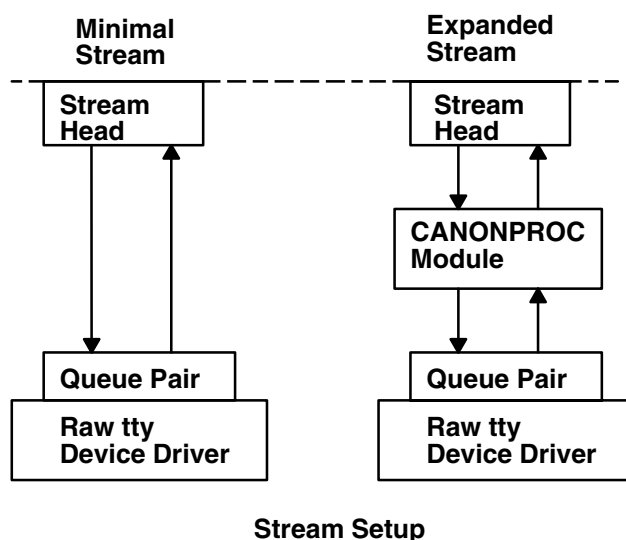 Minimal
Stream
Stream
Head
Queue Pair
Raw tty
Device Driver
Expanded
Stream
Stream
Head
CANONPROC
Module
Queue Pair
Raw tty
Device Driver
Stream Setup